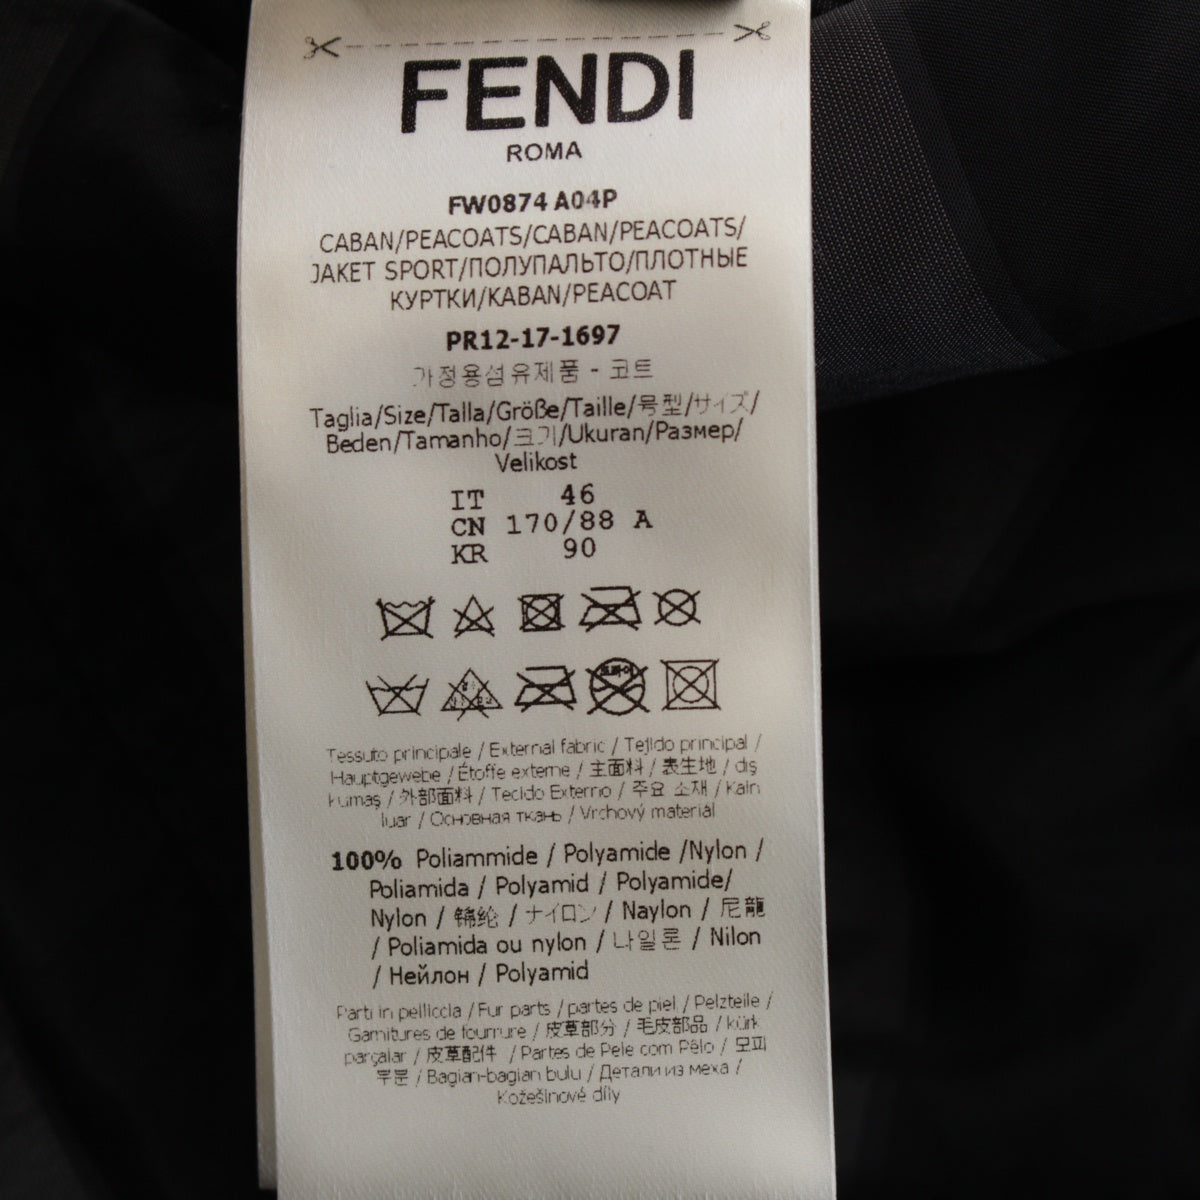 FENDI
ROMA
FW0874 A04P
CABAN/PEACOATS/CABAN/PEACOATS/
JAKET SPORT/ПОЛУПАЛЬТО/ПЛОТНЫЕ
КУРТКИ/KABAN/PEACOAT
PR12-17-1697
가정용섬유제품 - 코트
Taglia/Size/Talla/Größe/Taille/号型/サイズ/
Beden/Tamanho/크기/Ukuran/Размер/
Velikost
IT 46
CN 170/88 A
KR 90
Tessuto principale / External fabric / Tejido principal /
Hauptgewebe / Étoffe externe / 主面料 / 表生地 / dış
kumaş / 外部面料 / Tecido Externo / 주요 소재 / Kain
luar / Основная ткань / Vrchový materiál
100% Poliammide / Polyamide /Nylon /
Poliamida / Polyamid / Polyamide/
Nylon / 锦纶 / ナイロン / Naylon / 尼龍
/ Poliamida ou nylon / 나일론 / Nilon
/ Нейлон / Polyamid
Parti in pelliccia / Fur parts / partes de piel / Pelzteile /
Garnitures de fourrure / 皮草部分 / 毛皮部品 / kürk
parçalar / 皮草配件 / Partes de Pele com Pêlo / 모피
부분 / Bagian-bagian bulu / Детали из меха /
Kožešinové díly